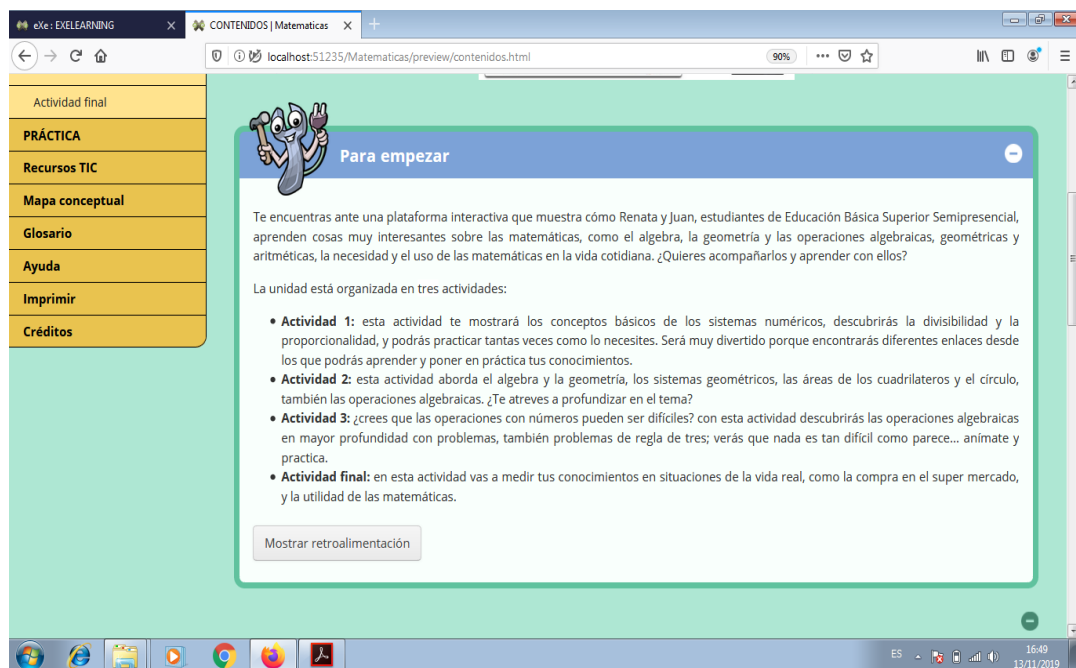 eXe : EXELEARNING
CONTENIDOS | Matematicas
localhost:51235/Matematicas/preview/contenidos.html
90%
Actividad final
PRÁCTICA
Recursos TIC
Mapa conceptual
Glosario
Ayuda
Imprimir
Créditos
Para empezar
Te encuentras ante una plataforma interactiva que muestra cómo Renata y Juan, estudiantes de Educación Básica Superior Semipresencial,
aprenden cosas muy interesantes sobre las matemáticas, como el algebra, la geometría y las operaciones algebraicas, geométricas y
aritméticas, la necesidad y el uso de las matemáticas en la vida cotidiana. ¿Quieres acompañarlos y aprender con ellos?
La unidad está organizada en tres actividades:
• Actividad 1: esta actividad te mostrará los conceptos básicos de los sistemas numéricos, descubrirás la divisibilidad y la
proporcionalidad, y podrás practicar tantas veces como lo necesites. Será muy divertido porque encontrarás diferentes enlaces desde
los que podrás aprender y poner en práctica tus conocimientos.
• Actividad 2: esta actividad aborda el algebra y la geometría, los sistemas geométricos, las áreas de los cuadrilateros y el círculo,
también las operaciones algebraicas. ¿Te atreves a profundizar en el tema?
• Actividad 3: ¿crees que las operaciones con números pueden ser difíciles? con esta actividad descubrirás las operaciones algebraicas
en mayor profundidad con problemas, también problemas de regla de tres; verás que nada es tan difícil como parece... anímate y
practica.
• Actividad final: en esta actividad vas a medir tus conocimientos en situaciones de la vida real, como la compra en el super mercado,
y la utilidad de las matemáticas.
Mostrar retroalimentación
ES
16:49
13/11/2019